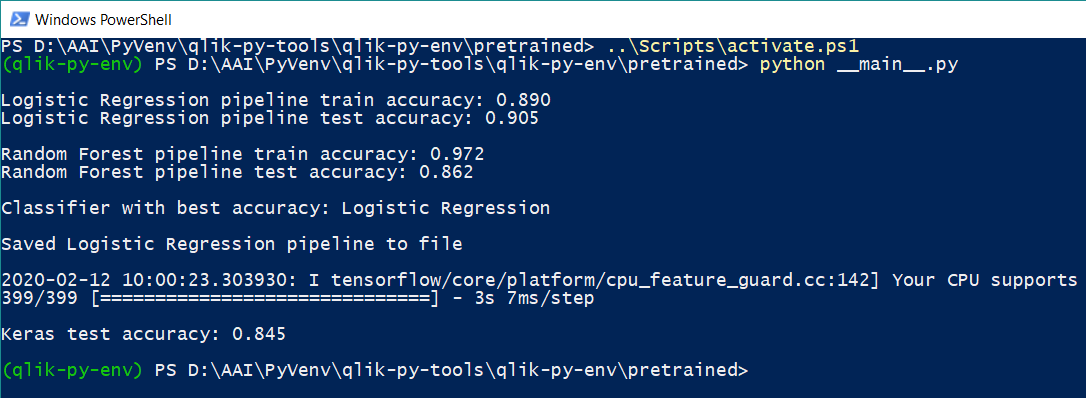 Windows PowerShell
PS D:\AAI\PyVenv\qlik-py-tools\qlik-py-env\pretrained> ..\Scripts\activate.ps1
(qlik-py-env) PS D:\AAI\PyVenv\qlik-py-tools\qlik-py-env\pretrained> python __main__.py
Logistic Regression pipeline train accuracy: 0.890
Logistic Regression pipeline test accuracy: 0.905
Random Forest pipeline train accuracy: 0.972
Random Forest pipeline test accuracy: 0.862
Classifier with best accuracy: Logistic Regression
Saved Logistic Regression pipeline to file
2020-02-12 10:00:23.303930: I tensorflow/core/platform/cpu_feature_guard.cc:142] Your CPU supports
399/399 [==============================] - 3s 7ms/step
Keras test accuracy: 0.845
(qlik-py-env) PS D:\AAI\PyVenv\qlik-py-tools\qlik-py-env\pretrained>